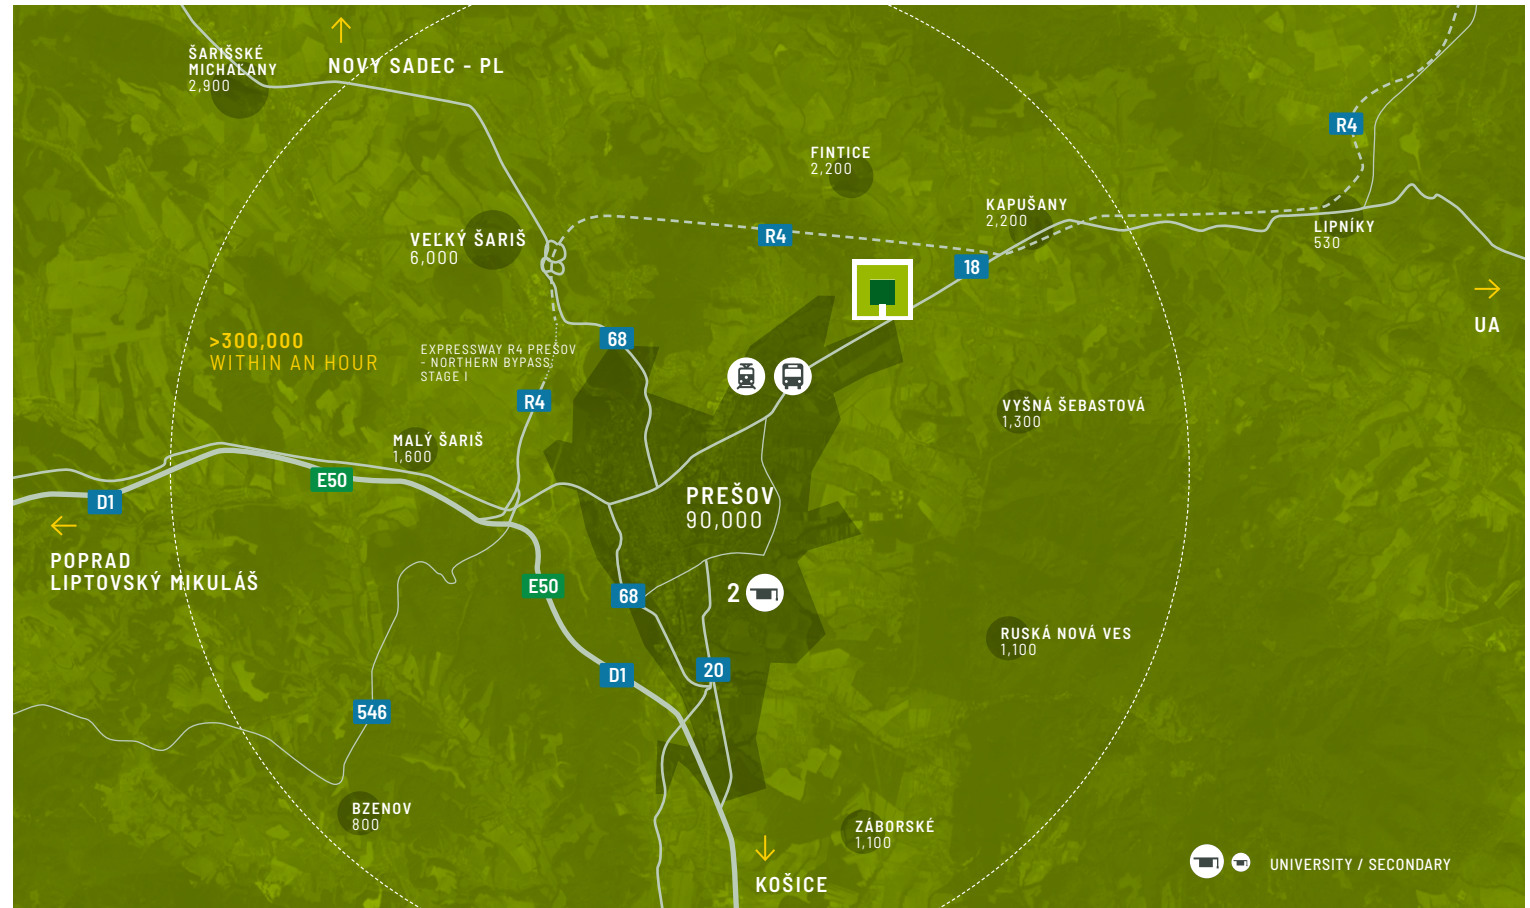 ŠARIŠSKÉ
MICHAĽANY
2,900
NOVÝ SADEC - PL
R4
FINTICE
2,200
KAPUŠANY
2,200
LIPNÍKY
530
VEĽKÝ ŠARIŠ
6,000
R4
18
UA
>300,000
WITHIN AN HOUR
EXPRESSWAY R4 PREŠOV
- NORTHERN BYPASS,
STAGE I
68
R4
VYŠNÁ ŠEBASTOVÁ
1,300
MALÝ ŠARIŠ
1,600
E50
D1
PREŠOV
90,000
POPRAD
LIPTOVSKÝ MIKULÁŠ
E50
68
2
RUSKÁ NOVÁ VES
1,100
D1
20
546
BZENOV
800
ZÁBORSKÉ
1,100
KOŠICE
UNIVERSITY / SECONDARY